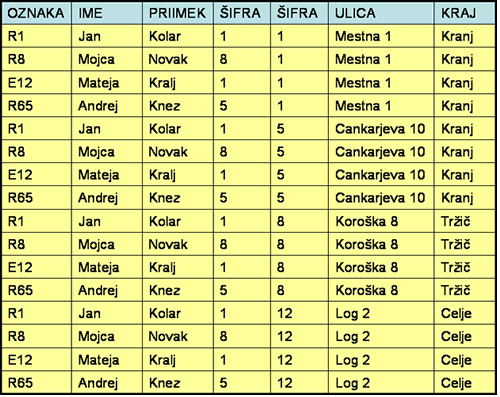 OZNAKA IME PRIIMEK ŠIFRA ŠIFRA ULICA KRAJ
R1 Jan Kolar 1 1 Mestna 1 Kranj
R8 Mojca Novak 8 1 Mestna 1 Kranj
E12 Mateja Kralj 1 1 Mestna 1 Kranj
R65 Andrej Knez 5 1 Mestna 1 Kranj
R1 Jan Kolar 1 5 Cankarjeva 10 Kranj
R8 Mojca Novak 8 5 Cankarjeva 10 Kranj
E12 Mateja Kralj 1 5 Cankarjeva 10 Kranj
R65 Andrej Knez 5 5 Cankarjeva 10 Kranj
R1 Jan Kolar 1 8 Koroška 8 Tržič
R8 Mojca Novak 8 8 Koroška 8 Tržič
E12 Mateja Kralj 1 8 Koroška 8 Tržič
R65 Andrej Knez 5 8 Koroška 8 Tržič
R1 Jan Kolar 1 12 Log 2 Celje
R8 Mojca Novak 8 12 Log 2 Celje
E12 Mateja Kralj 1 12 Log 2 Celje
R65 Andrej Knez 5 12 Log 2 Celje